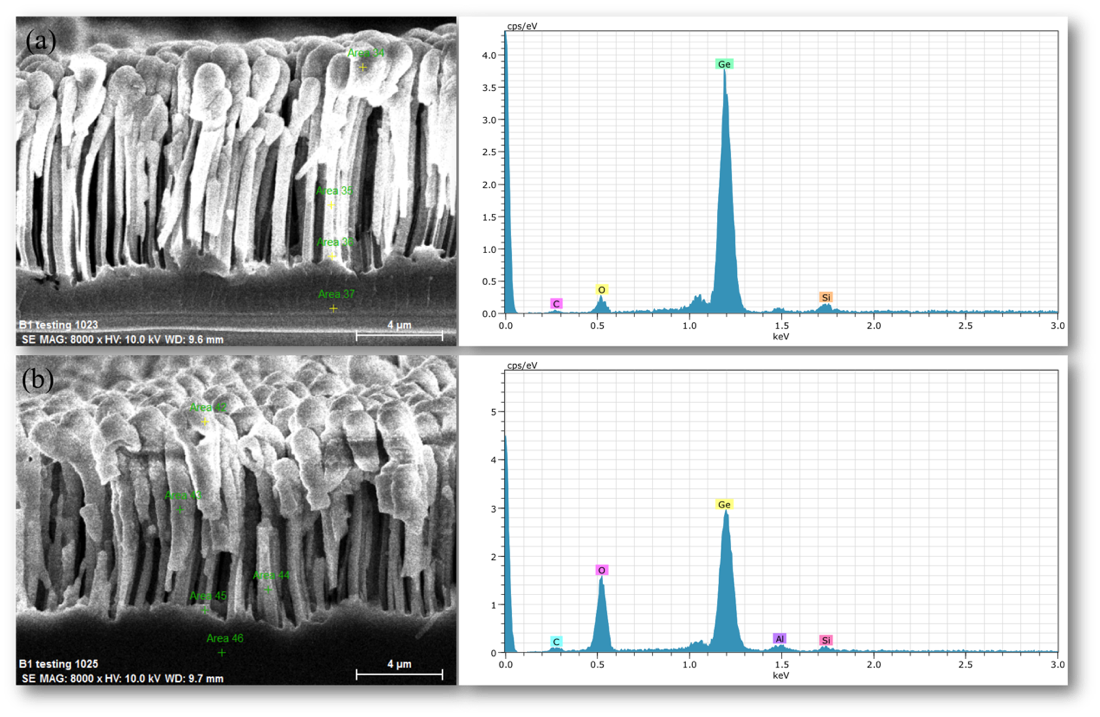 (a)
Area 34
Area 35
Area 36
Area 37
B1 testing 1023
SE MAG: 8000 x HV: 10.0 kV WD: 9.6 mm
4 µm
cps/eV
4.0
3.5
3.0
2.5
2.0
1.5
1.0
0.5
0.0
Ge
C
O
Si
0.0 0.5 1.0 1.5 2.0 2.5 3.0
keV
(b)
Area
Area
Area 44
Area 45
Area 46
B1 testing 1025
SE MAG: 8000 x HV: 10.0 kV WD: 9.7 mm
4 µm
cps/eV
5
4
3
2
1
0
Ge
O
C
Al
Si
0.0 0.5 1.0 1.5 2.0 2.5 3.0
keV